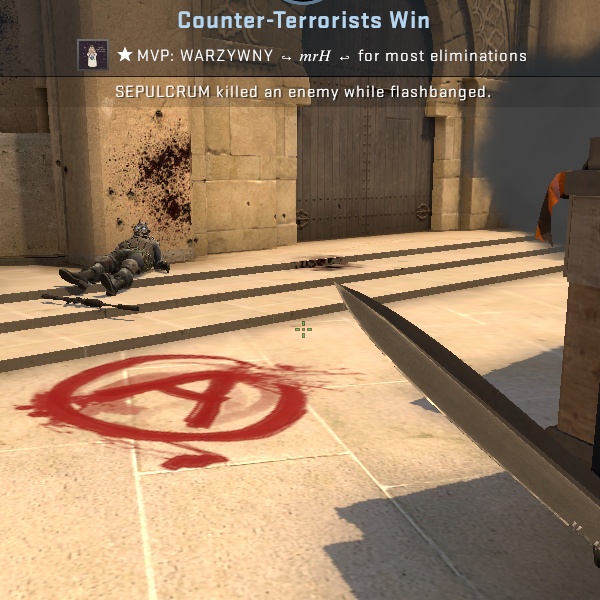 Counter-Terrorists Win
★ MVP: WARZYWNY ↔ mrH ↩ for most eliminations
SEPULCRUM killed an enemy while flashbanged.
A